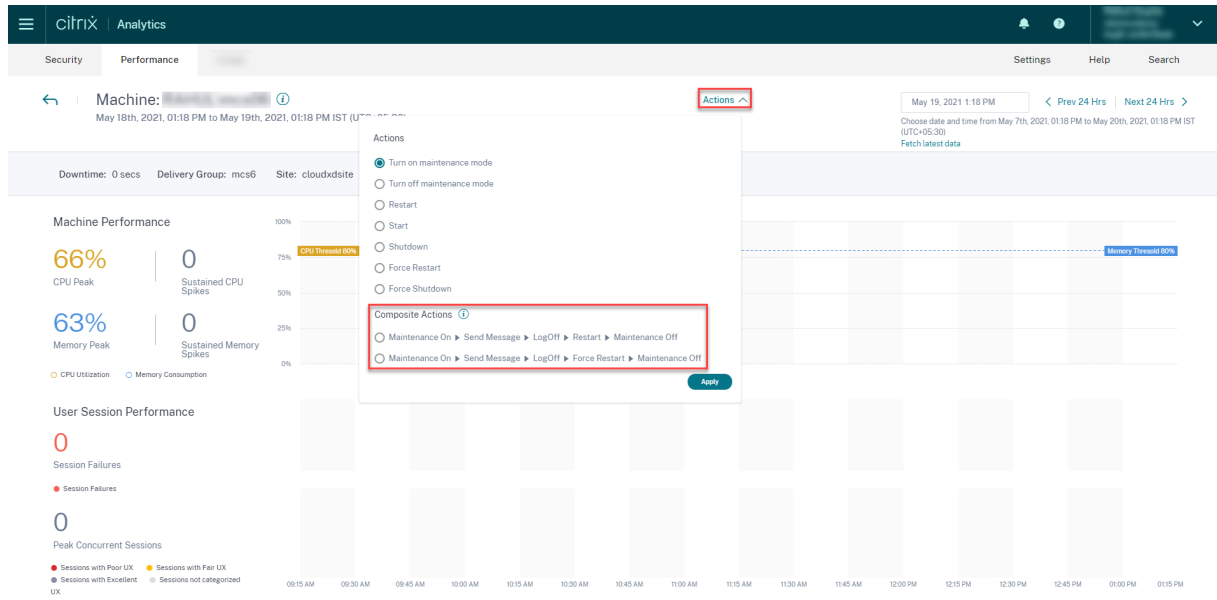 citrix Analytics
Security Performance Settings Help Search
Machine: Actions
May 18th, 2021, 01:18 PM to May 19th, 2021, 01:18 PM IST (UTC+05:30)
May 19, 2021 1:18 PM Prev 24 Hrs Next 24 Hrs
Choose date and time from May 7th, 2021, 01:18 PM to May 20th, 2021, 01:18 PM IST
(UTC+05:30)
Fetch latest data
Downtime: 0 secs Delivery Group: mcs6 Site: cloudxdsite
Actions
Turn on maintenance mode
Turn off maintenance mode
Restart
Start
Shutdown
Force Restart
Force Shutdown
Composite Actions
Maintenance On ▶ Send Message ▶ LogOff ▶ Restart ▶ Maintenance Off
Maintenance On ▶ Send Message ▶ LogOff ▶ Force Restart ▶ Maintenance Off
Apply
Machine Performance
66% 0
CPU Peak Sustained CPU
Spikes
63% 0
Memory Peak Sustained Memory
Spikes
CPU Utilization Memory Consumption
100%
75%
50%
25%
0%
CPU Thresold 80%
Memory Thresold 80%
User Session Performance
0
Session Failures
Session Failures
0
Peak Concurrent Sessions
Sessions with Poor UX Sessions with Fair UX
Sessions with Excellent Sessions not categorized
UX
09:15 AM 09:30 AM 09:45 AM 10:00 AM 10:15 AM 10:30 AM 10:45 AM 11:00 AM 11:15 AM 11:30 AM 11:45 AM 12:00 PM 12:15 PM 12:30 PM 12:45 PM 01:00 PM 01:15 PM